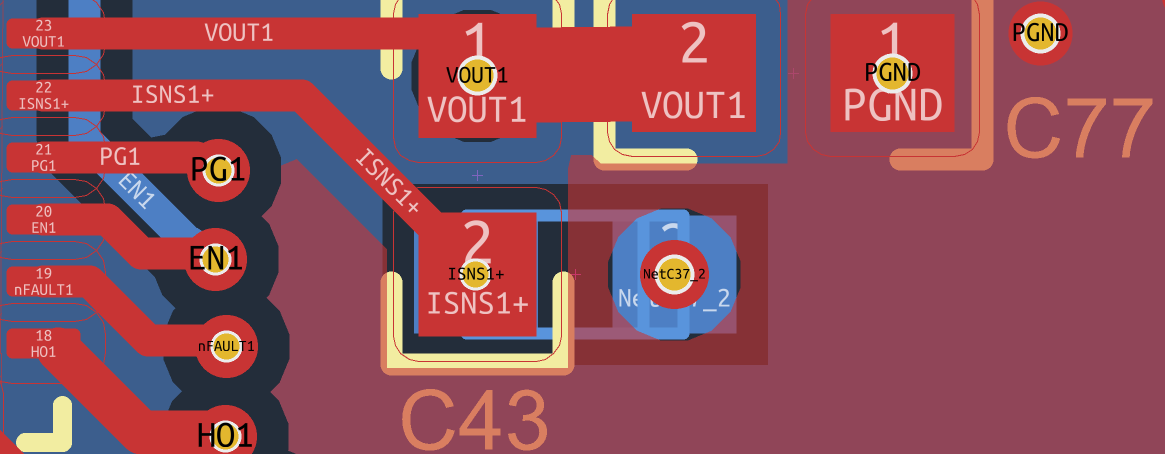 23
VOUT1
VOUT1
1
VOUT1
VOUT1
2
VOUT1
1
PGND
PGND
PGND
C77
22
ISNS1+
ISNS1+
ISNS1+
21
PG1
PG1
PG1
EN1
20
EN1
EN1
2
ISNS1+
ISNS1+
NetC37_2
19
nFAULT1
nFAULT1
18
HO1
HO1
C43